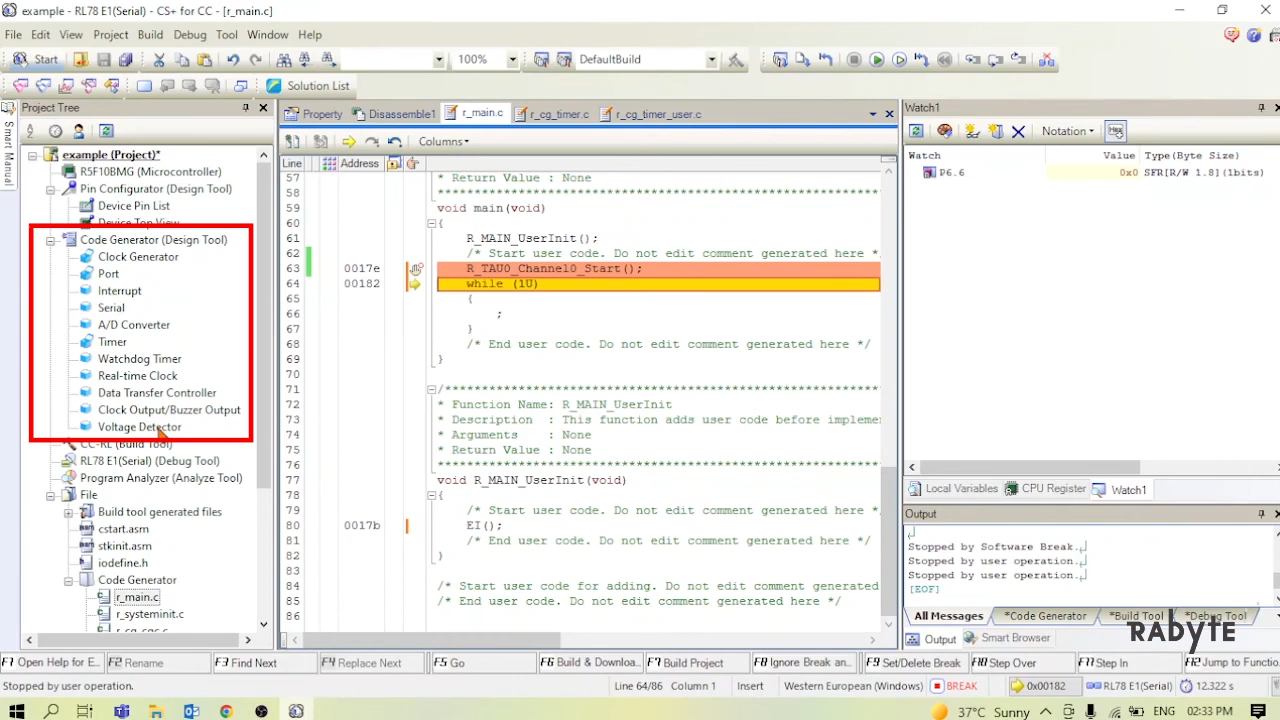 example - RL78 E1(Serial) - CS+ for CC - [r_main.c]
File Edit View Project Build Debug Tool Window Help
Start 100% DefaultBuild
Solution List
Project Tree
Property Disassemble1 r_main.c r_cg_timer.c r_cg_timer_user.c
Watch1
Smart Manual
Columns
Notation Hex
Line Address
Watch Value Type(Byte Size)
P6.6 0x0 SFR[R/W 1.8](1bits)
example (Project)*
R5F10BMG (Microcontroller)
Pin Configurator (Design Tool)
Device Pin List
Device Top View
Code Generator (Design Tool)
Clock Generator
Port
Interrupt
Serial
A/D Converter
Timer
Watchdog Timer
Real-time Clock
Data Transfer Controller
Clock Output/Buzzer Output
Voltage Detector
CC-RL (Build Tool)
RL78 E1(Serial) (Debug Tool)
Program Analyzer (Analyze Tool)
File
Build tool generated files
cstart.asm
stkinit.asm
iodefine.h
Code Generator
r_main.c
r_systeminit.c
57 * Return Value : None
58 ******************************************************
59 void main(void)
60 {
61 R_MAIN_UserInit();
62 /* Start user code. Do not edit comment generated here *
63 0017e R_TAU0_Channel0_Start();
64 00182 while (1U)
65 {
66 ;
67 }
68 /* End user code. Do not edit comment generated here */
69 }
70
71 /******************************************************
72 * Function Name: R_MAIN_UserInit
73 * Description : This function adds user code before implemen
74 * Arguments : None
75 * Return Value : None
76 ******************************************************
77 void R_MAIN_UserInit(void)
78 {
79 /* Start user code. Do not edit comment generated here *
80 0017b EI();
81 /* End user code. Do not edit comment generated here */
82 }
83
84 /* Start user code for adding. Do not edit comment generated
85 /* End user code. Do not edit comment generated here */
86
Local Variables CPU Register Watch1
Output
Stopped by Software Break.
Stopped by user operation.
Stopped by user operation.
[EOF]
All Messages *Code Generator *Build Tool *Debug Tool
RAbYTE
Output Smart Browser
F1 Open Help for E... F2 Rename F3 Find Next F4 Replace Next F5 Go F6 Build & Downloa... F7 Build Project F8 Ignore Break an... F9 Set/Delete Break F10 Step Over F11 Step In F12 Jump to Functio
Stopped by user operation. Line 64/86 Column 1 Insert Western European (Windows) BREAK 0x00182 RL78 E1(Serial) 12.322 s
37°C Sunny ENG 02:33 PM